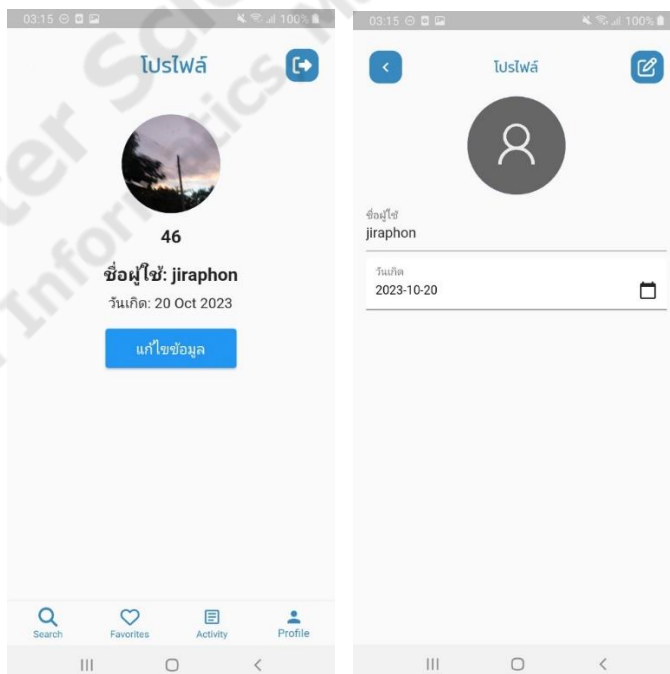 03:15 100%
โปรไฟล์
46
ชื่อผู้ใช้: jiraphon
วันเกิด: 20 Oct 2023
แก้ไขข้อมูล
Search Favorites Activity Profile
03:15 100%
โปรไฟล์
ชื่อผู้ใช้
jiraphon
วันเกิด
2023-10-20